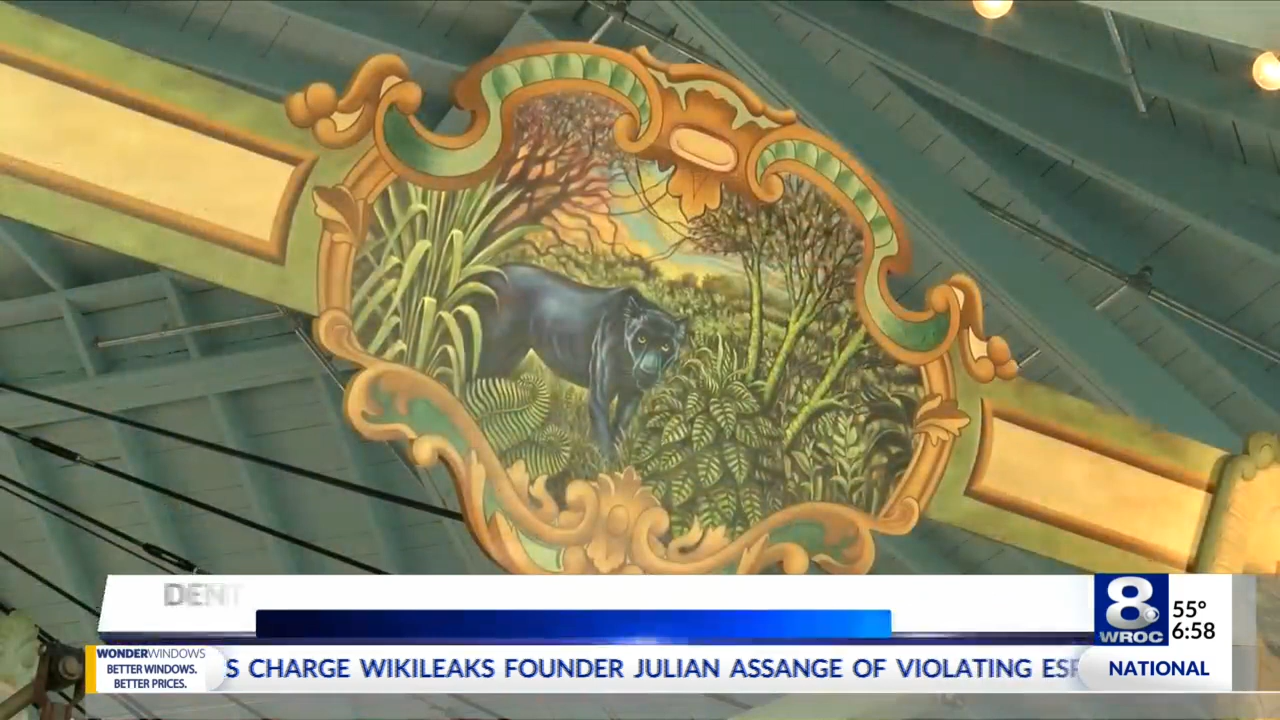 DENT
8
WROC
55°
6:58
WONDERWINDOWS
BETTER WINDOWS.
BETTER PRICES.
S CHARGE WIKILEAKS FOUNDER JULIAN ASSANGE OF VIOLATING ESP
NATIONAL